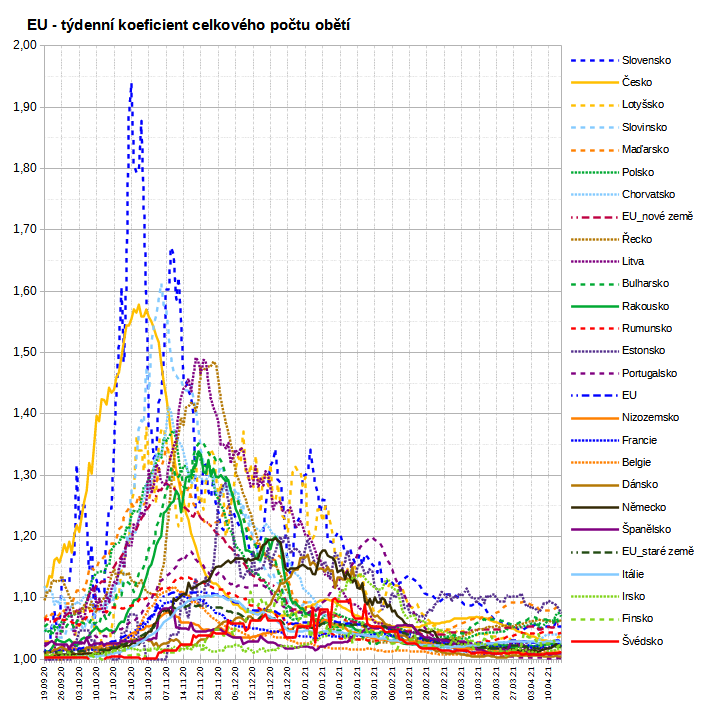 EU - týdenní koeficient celkového počtu obětí
2,00
1,90
1,80
1,70
1,60
1,50
1,40
1,30
1,20
1,10
1,00
19.09.20
26.09.20
03.10.20
10.10.20
17.10.20
24.10.20
31.10.20
07.11.20
14.11.20
21.11.20
28.11.20
05.12.20
12.12.20
19.12.20
26.12.20
02.01.21
09.01.21
16.01.21
23.01.21
30.01.21
06.02.21
13.02.21
20.02.21
27.02.21
06.03.21
13.03.21
20.03.21
27.03.21
03.04.21
10.04.21
Slovensko
Česko
Lotyšsko
Slovinsko
Maďarsko
Polsko
Chorvatsko
EU_nové země
Řecko
Litva
Bulharsko
Rakousko
Rumunsko
Estonsko
Portugalsko
EU
Nizozemsko
Francie
Belgie
Dánsko
Německo
Španělsko
EU_staré země
Itálie
Irsko
Finsko
Švédsko